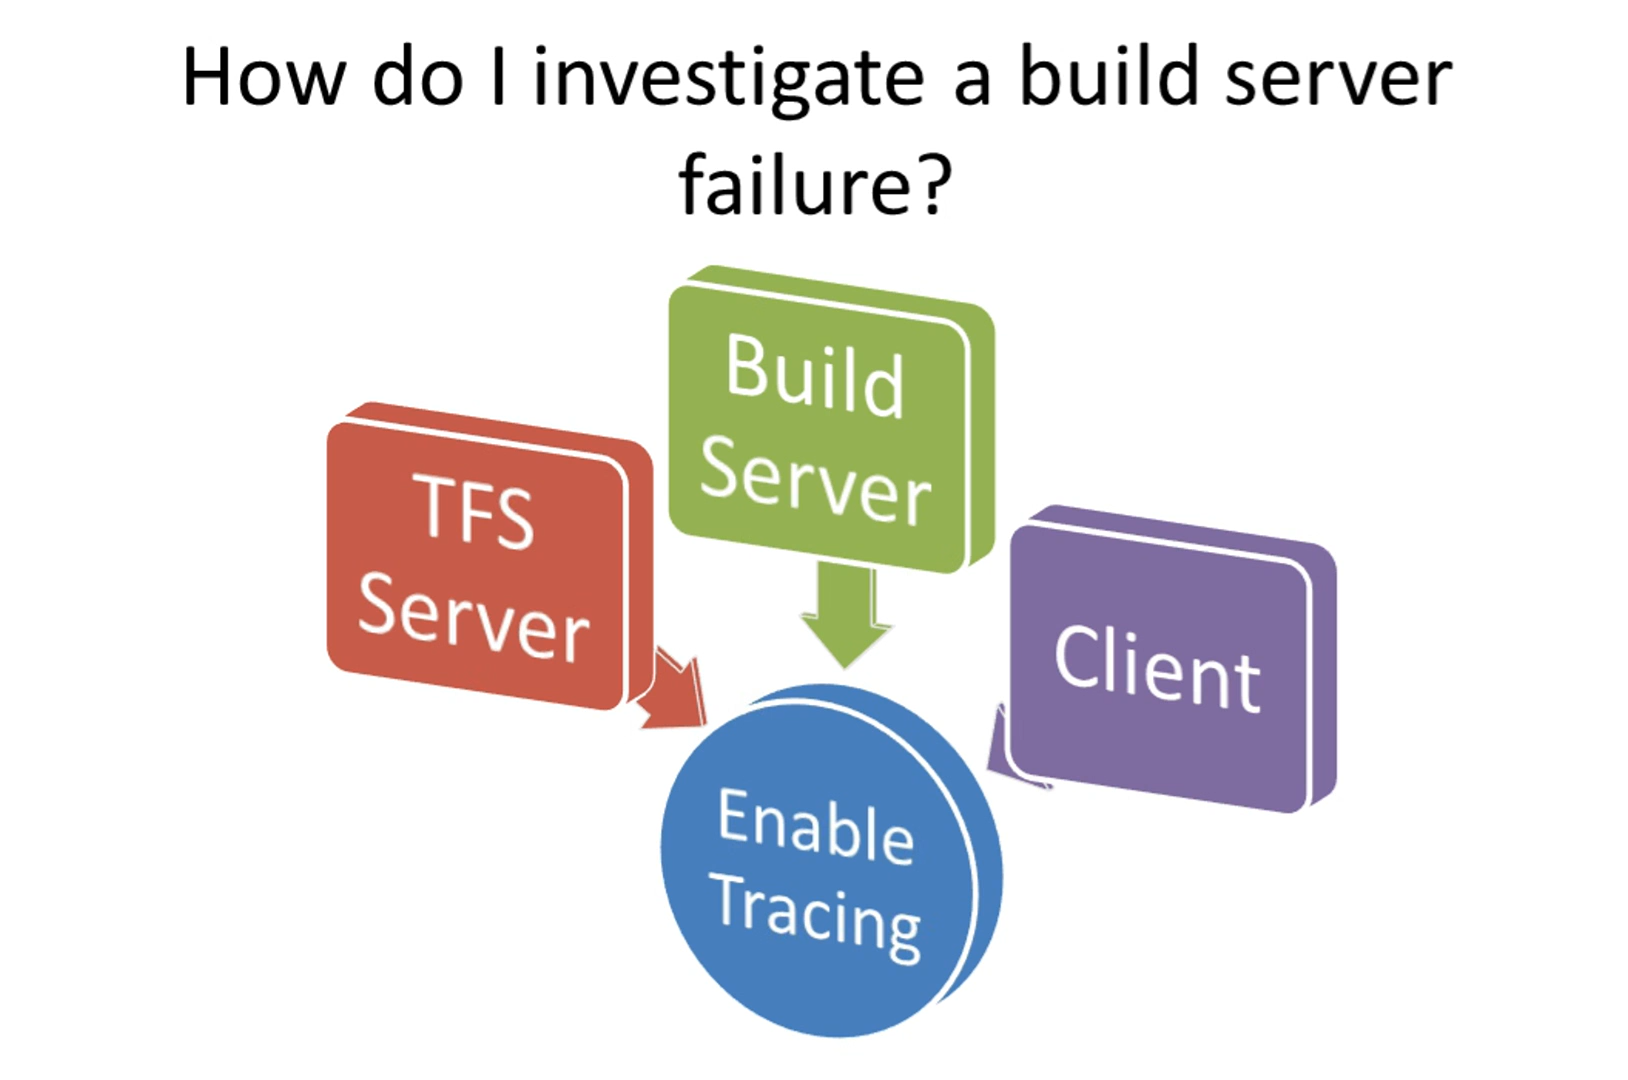 How do I investigate a build server
failure?
Build
Server
TFS
Server
Client
Enable
Tracing